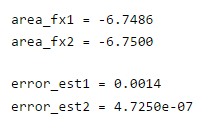 area_fx1 = -6.7486
area_fx2 = -6.7500
error_est1 = 0.0014
error_est2 = 4.7250e-07